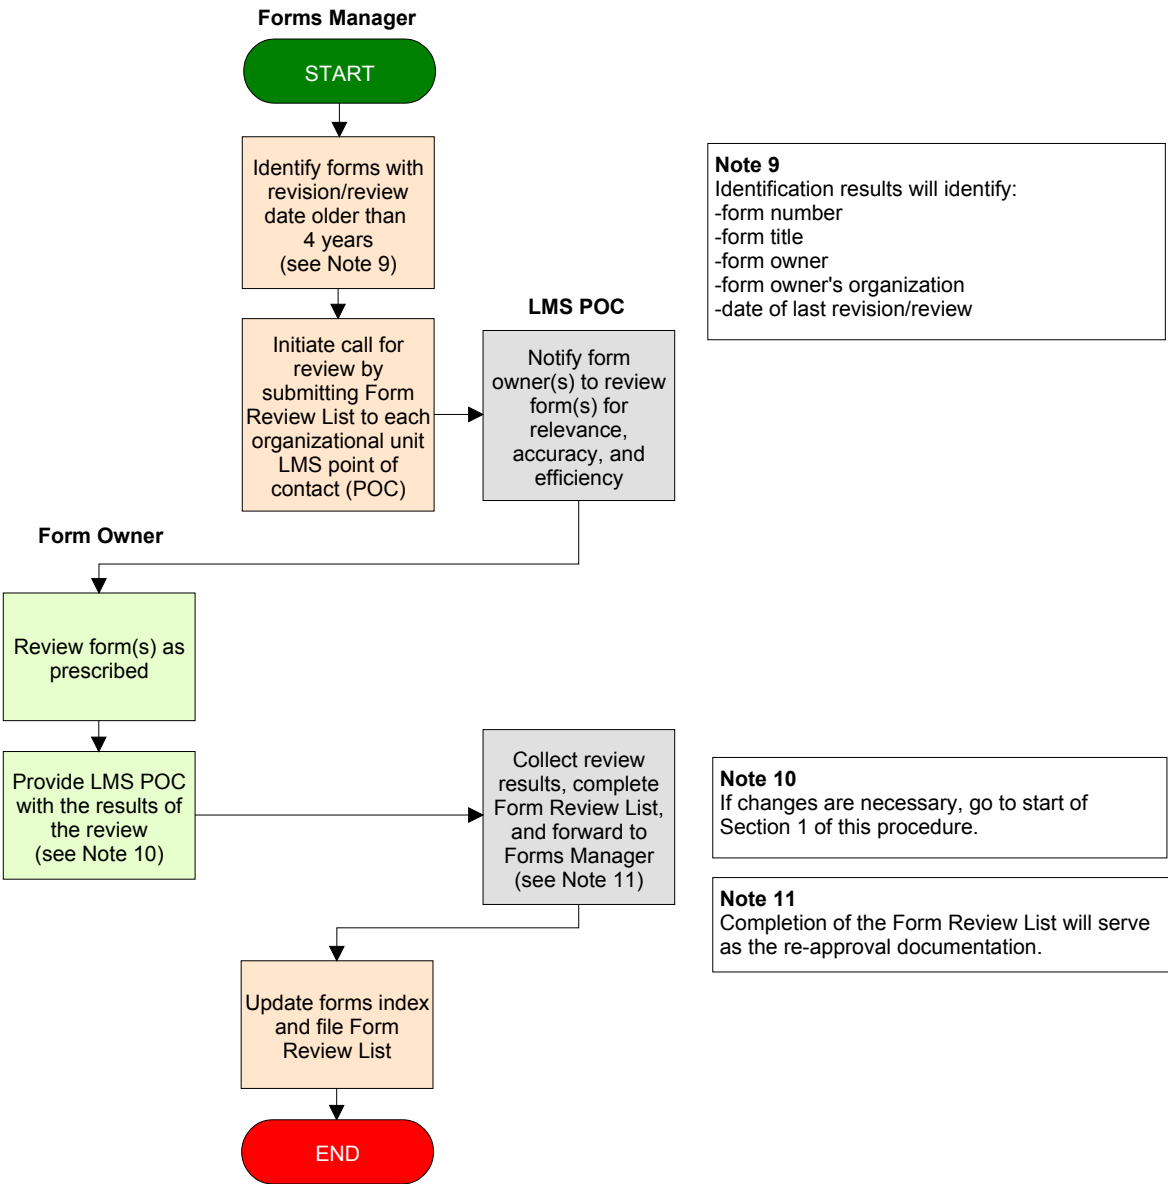 Forms Manager
START
Identify forms with
revision/review
date older than
4 years
(see Note 9)
Note 9
Identification results will identify:
-form number
-form title
-form owner
-form owner's organization
-date of last revision/review
LMS POC
Initiate call for
review by
submitting Form
Review List to each
organizational unit
LMS point of
contact (POC)
Notify form
owner(s) to review
form(s) for
relevance,
accuracy, and
efficiency
Form Owner
Review form(s) as
prescribed
Provide LMS POC
with the results of
the review
(see Note 10)
Collect review
results, complete
Form Review List,
and forward to
Forms Manager
(see Note 11)
Note 10
If changes are necessary, go to start of
Section 1 of this procedure.
Note 11
Completion of the Form Review List will serve
as the re-approval documentation.
Update forms index
and file Form
Review List
END